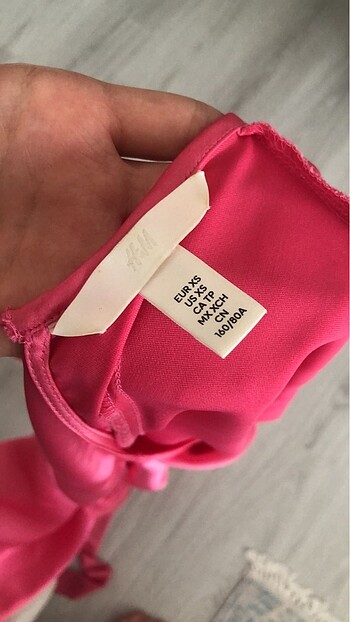 H&M
EUR XS
US XS
CA TP
MX XCH
CN
160/80A